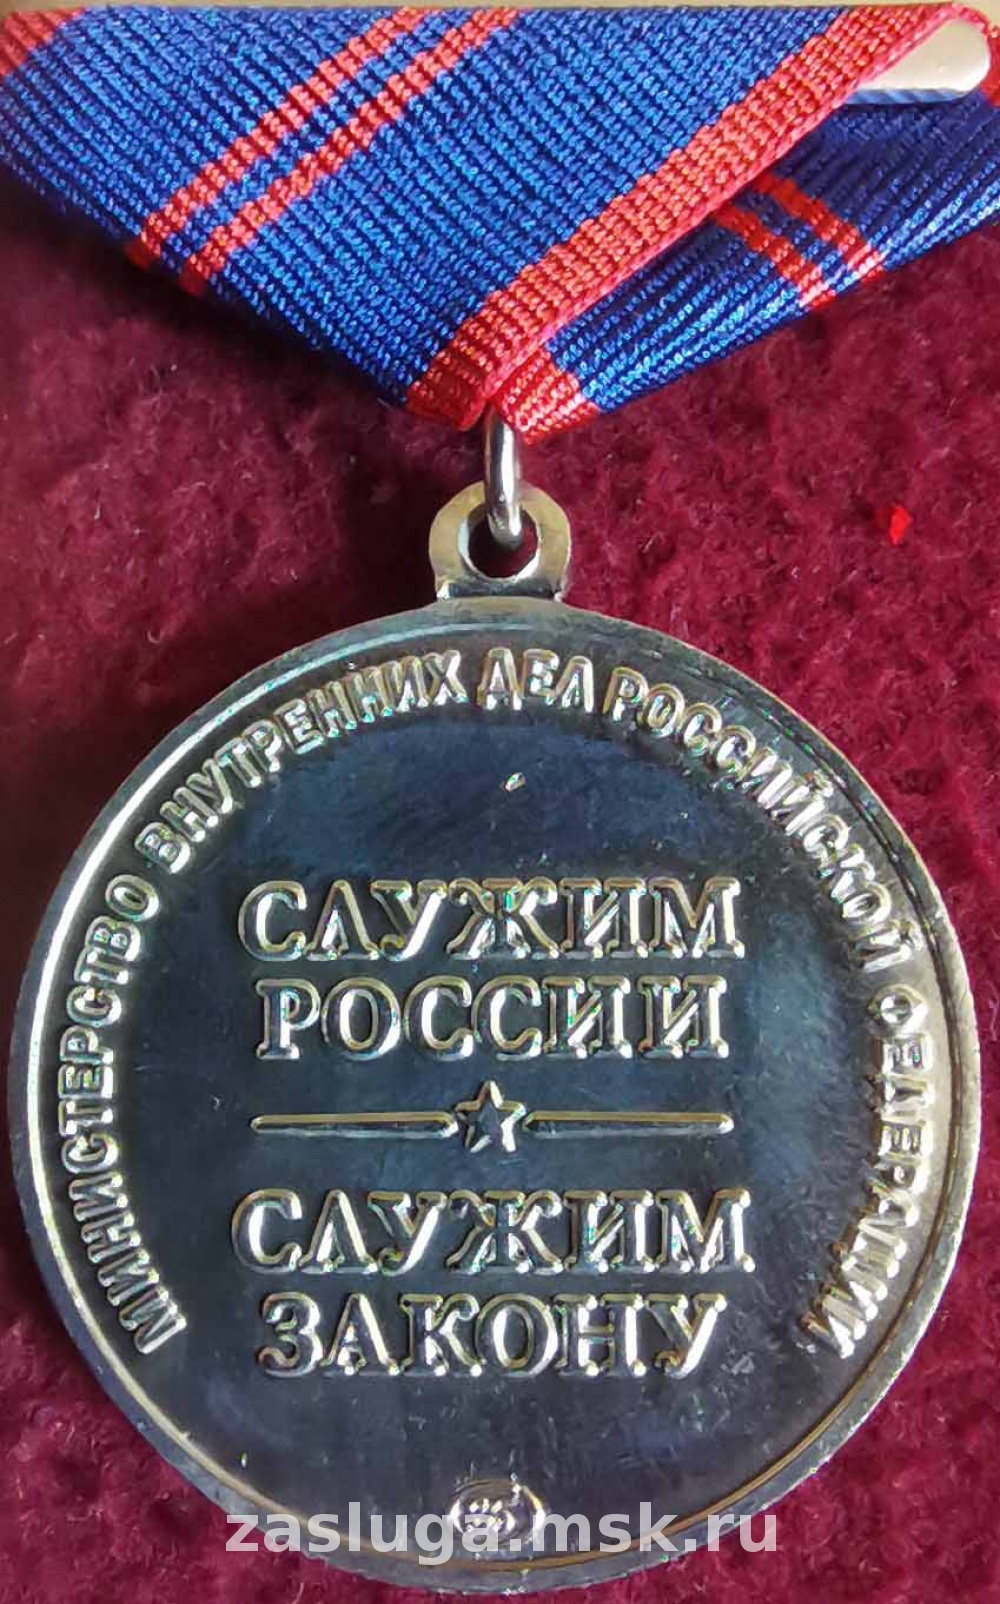 МИНИСТЕРСТВО ВНУТРЕННИХ ДЕЛ РОССИЙСКОЙ ФЕДЕРАЦИИ
СЛУЖИМ
РОССИИ
СЛУЖИМ
ЗАКОНУ
zasluga.msk.ru